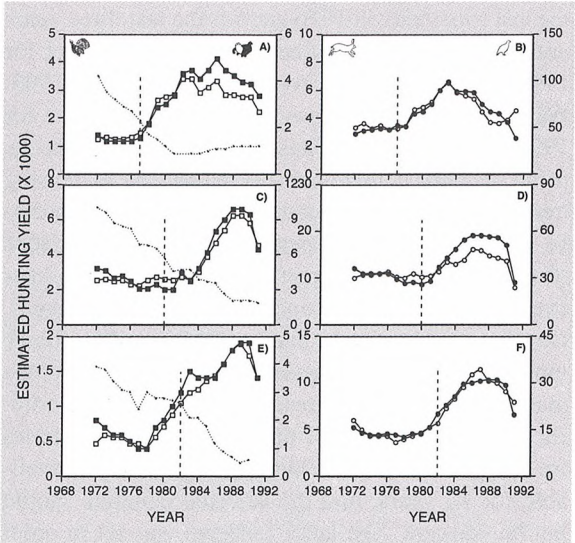 ESTIMATED HUNTING YIELD (X 1000)
5 4 3 2 1 0
A)
6 4 2 0
10 8 6 4 2 0
B)
150 100 50 0
8 6 4 2 0
C)
12 9 6 3 0
30 20 10 0
D)
90 60 30 0
2 1.5 1 0.5 0
E)
5 4 3 2 1 0
15 10 5 0
F)
45 30 15 0
1968 1972 1976 1980 1984 1988 1992
1968 1972 1976 1980 1984 1988 1992
YEAR
YEAR